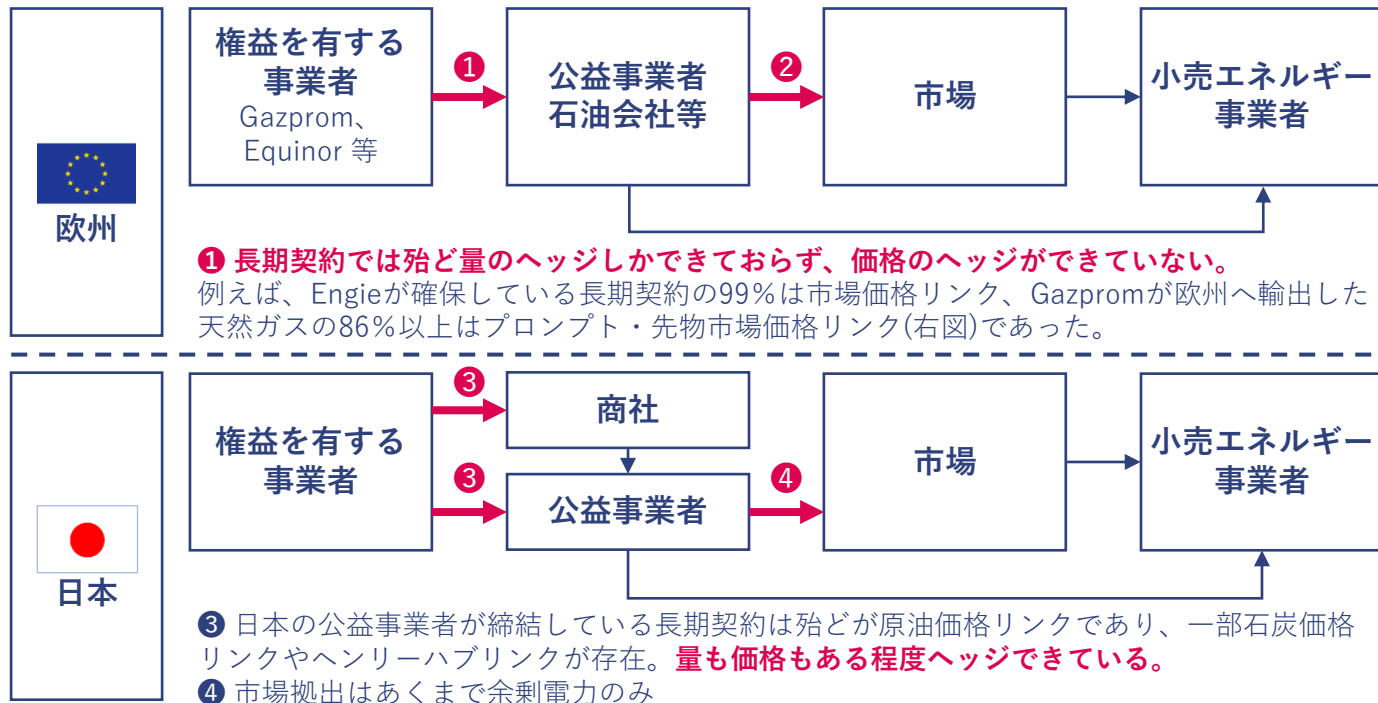 欧州
権益を有する
事業者
Gazprom、
Equinor 等
❶
公益事業者
石油会社等
❷
市場
小売エネルギー
事業者
❶ 長期契約では殆ど量のヘッジしかできておらず、価格のヘッジができていない。
例えば、Engieが確保している長期契約の99%は市場価格リンク、Gazpromが欧州へ輸出した
天然ガスの86%以上はプロンプト・先物市場価格リンク(右図)であった。
日本
権益を有する
事業者
❸
商社
❸
公益事業者
❹
市場
小売エネルギー
事業者
❸ 日本の公益事業者が締結している長期契約は殆どが原油価格リンクであり、一部石炭価格
リンクやヘンリーハブリンクが存在。量も価格もある程度ヘッジできている。
❹ 市場拠出はあくまで余剰電力のみ